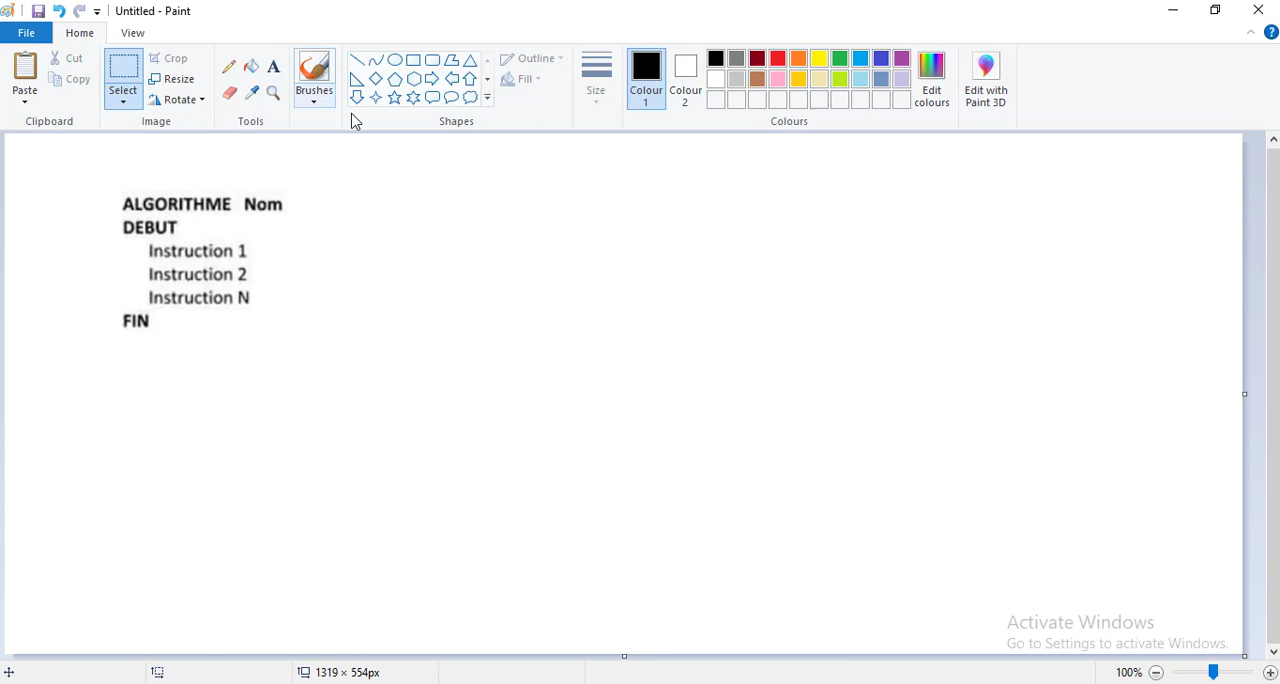 Untitled - Paint
File
Home
View
Paste
Cut
Copy
Clipboard
Select
Crop
Resize
Rotate
Image
A
Tools
Brushes
Shapes
Outline
Fill
Size
Colour 1
Colour 2
Edit colours
Colours
Edit with Paint 3D
ALGORITHME Nom
DEBUT
Instruction 1
Instruction 2
Instruction N
FIN
Activate Windows
Go to Settings to activate Windows.
1319 × 554px
100%